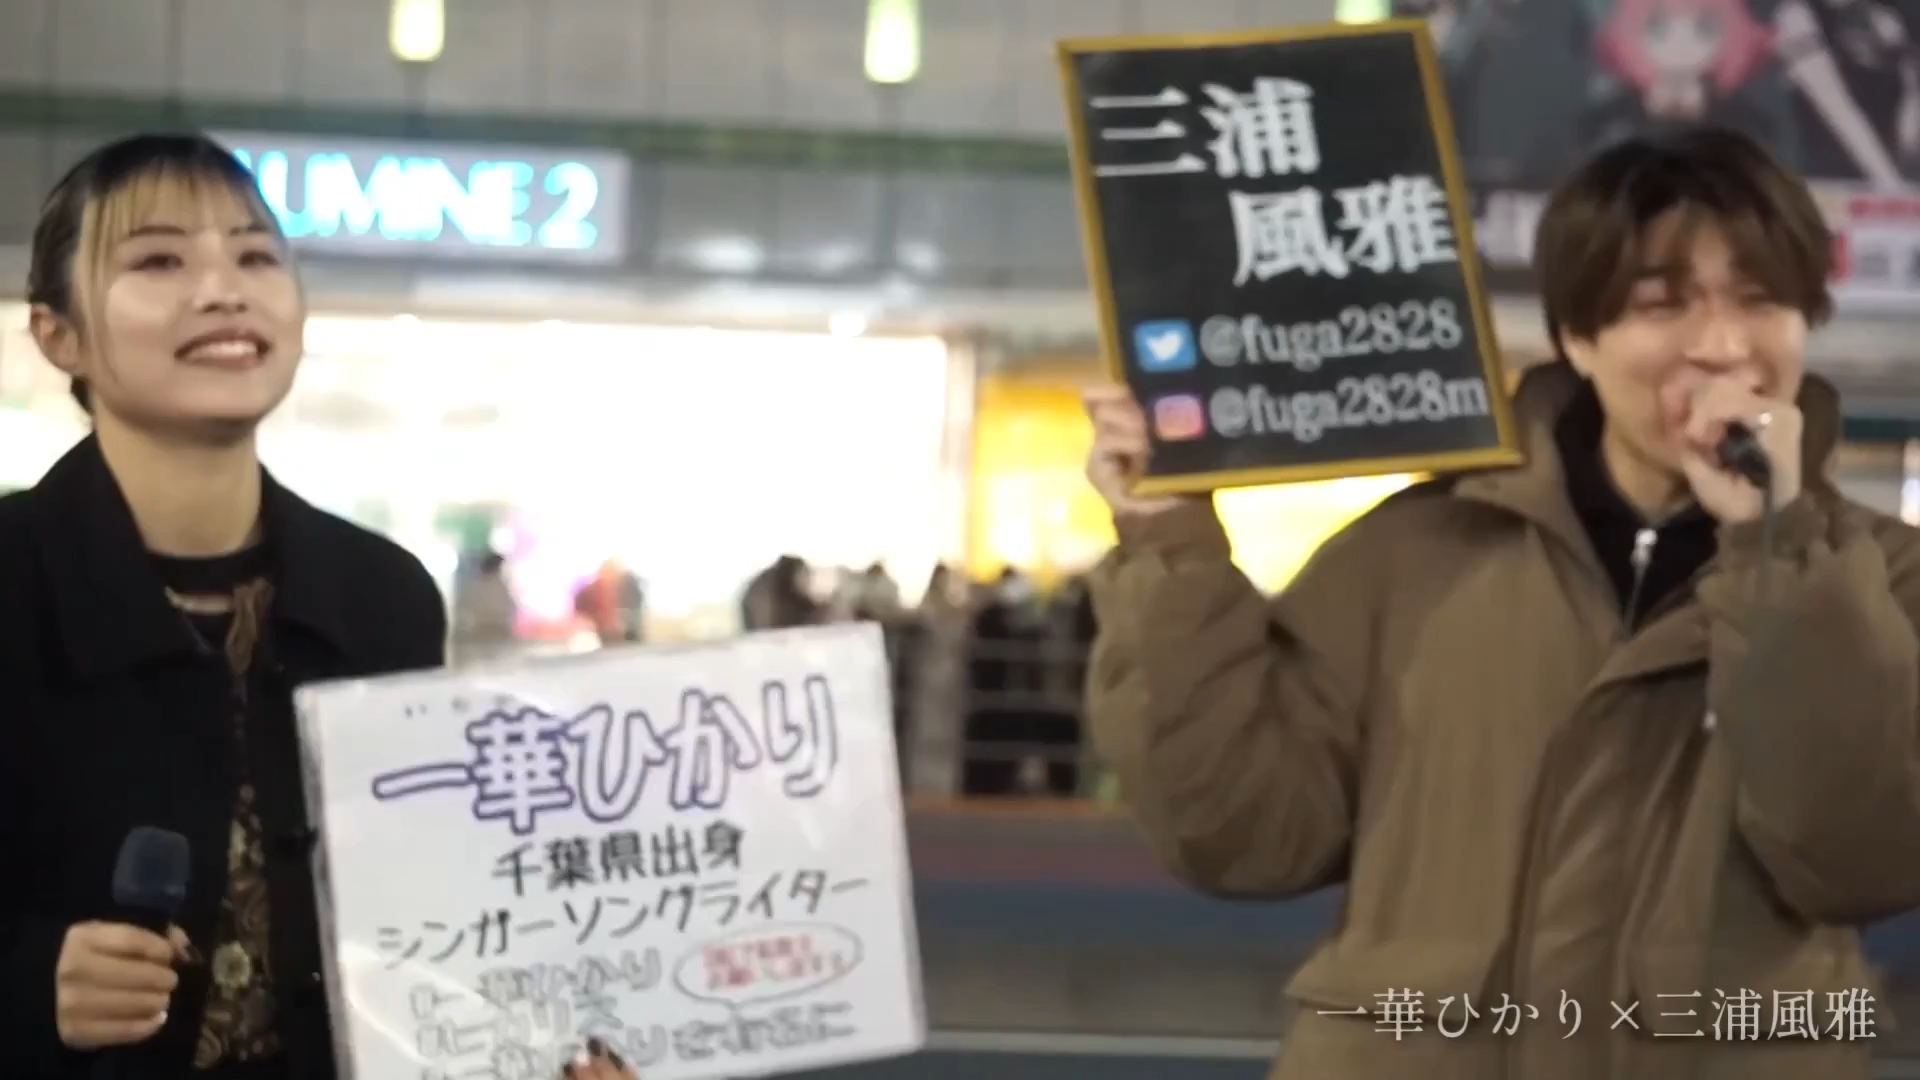 LUMINE 2
三浦
風雅
@fuga2828
@fuga2828m
一華ひかり
千葉県出身
シンガーソングライター
一華ひかり×三浦風雅